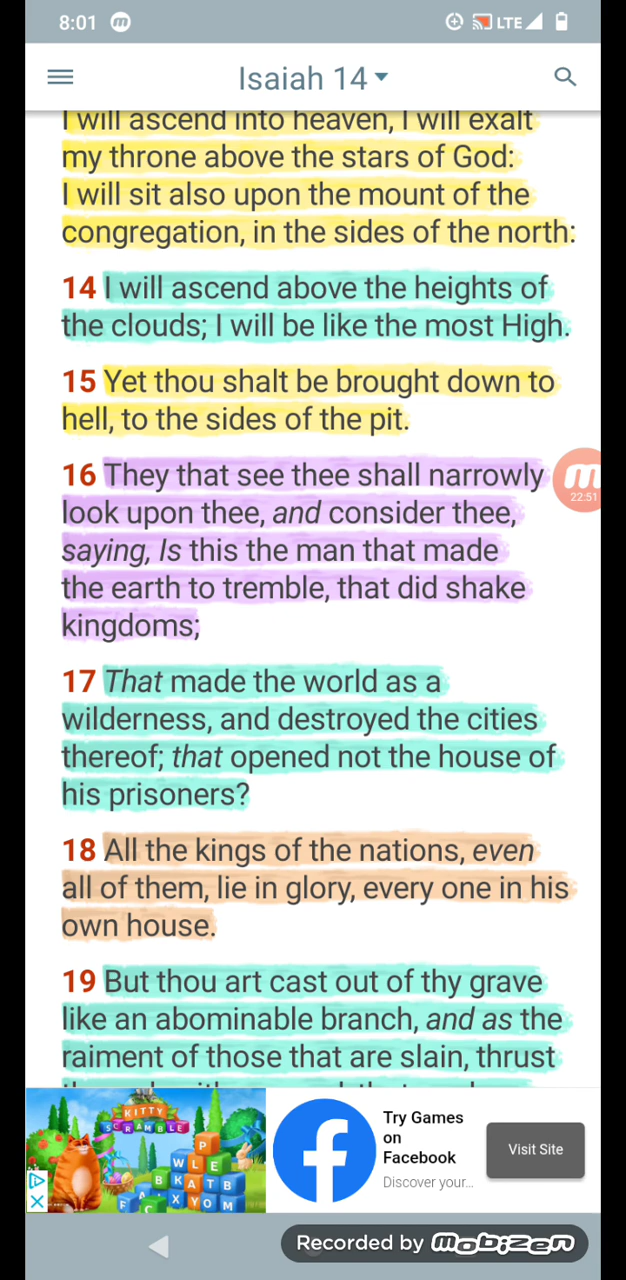 8:01
LTE
Isaiah 14
I will ascend into heaven, I will exalt
my throne above the stars of God:
I will sit also upon the mount of the
congregation, in the sides of the north:
14 I will ascend above the heights of
the clouds; I will be like the most High.
15 Yet thou shalt be brought down to
hell, to the sides of the pit.
16 They that see thee shall narrowly
look upon thee, and consider thee,
saying, Is this the man that made
the earth to tremble, that did shake
kingdoms;
22:51
17 That made the world as a
wilderness, and destroyed the cities
thereof; that opened not the house of
his prisoners?
18 All the kings of the nations, even
all of them, lie in glory, every one in his
own house.
19 But thou art cast out of thy grave
like an abominable branch, and as the
raiment of those that are slain, thrust
KITTY
SCRAMBLE
Try Games
on
Facebook
Discover your...
Visit Site
Recorded by mobizen